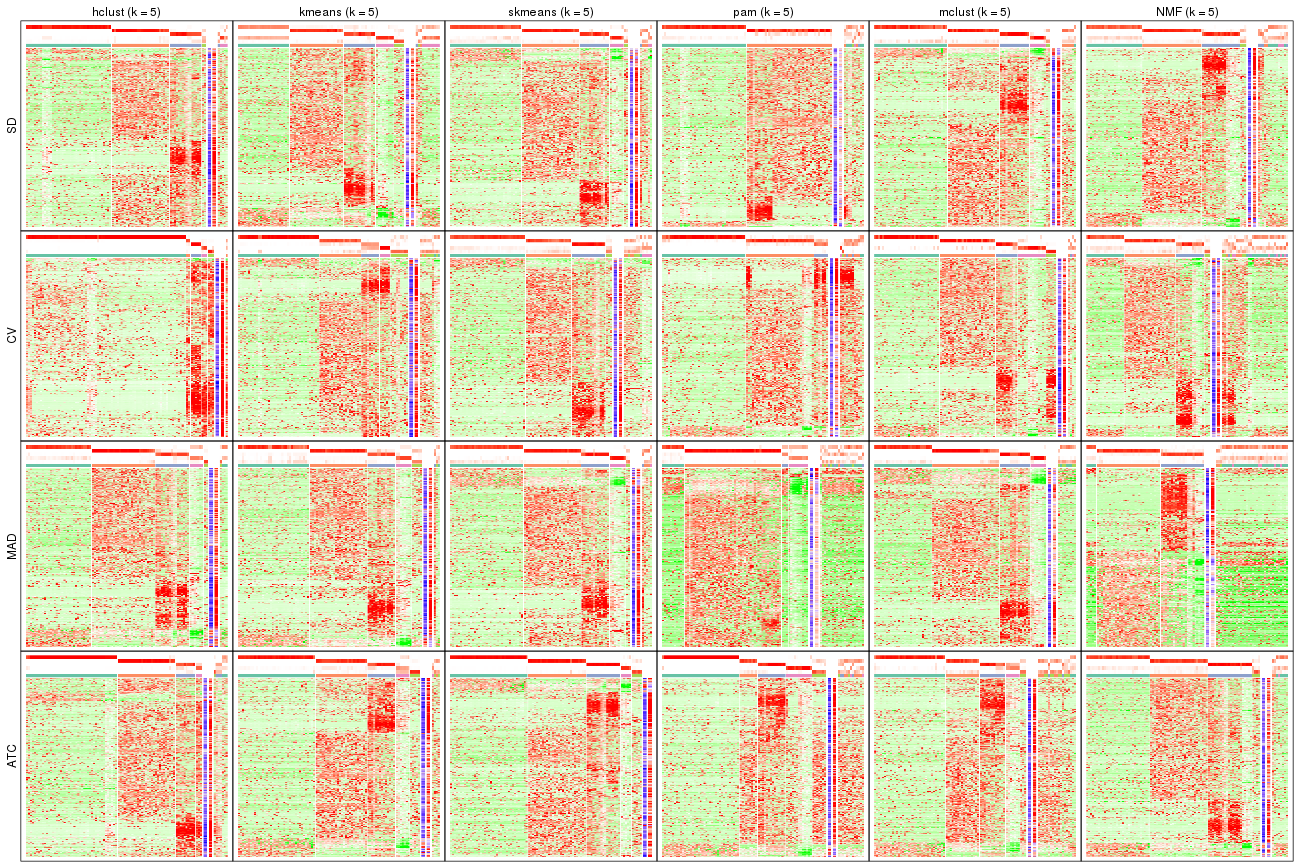 hclust (k = 5)
kmeans (k = 5)
skmeans (k = 5)
pam (k = 5)
mclust (k = 5)
NMF (k = 5)
SD
CV
MAD
ATC